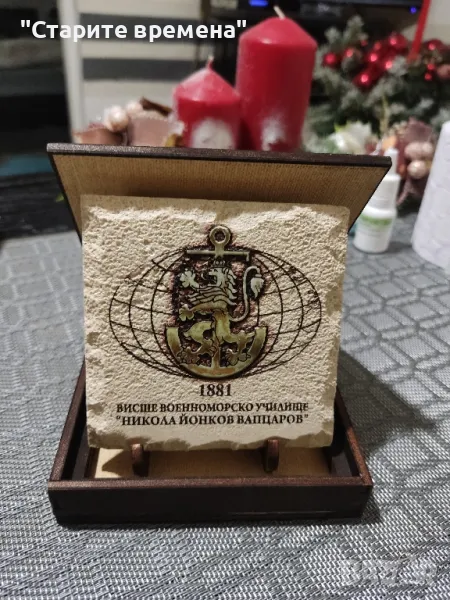 "Старите времена"
1881
ВИСШЕ ВОЕННОМОРСКО УЧИЛИЩЕ
"НИКОЛА ЙОНКОВ ВАПЦАРОВ"